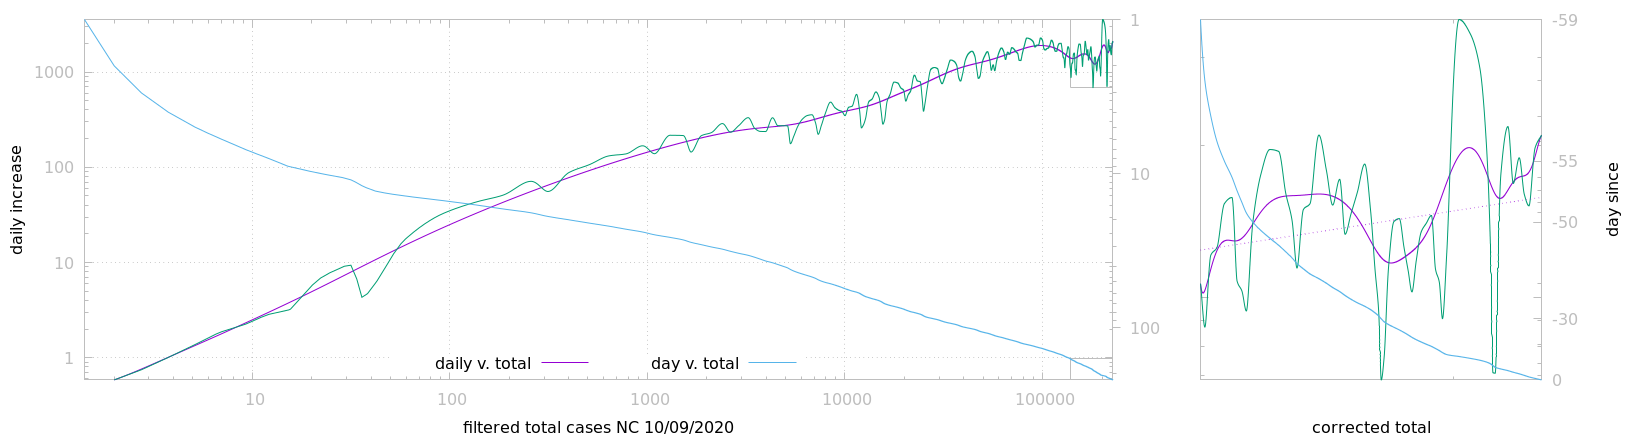 daily increase
1000
100
10
1
10
100
1000
10000
100000
1
10
100
daily v. total
day v. total
filtered total cases NC 10/09/2020
-59
-55
-50
-30
0
day since
corrected total